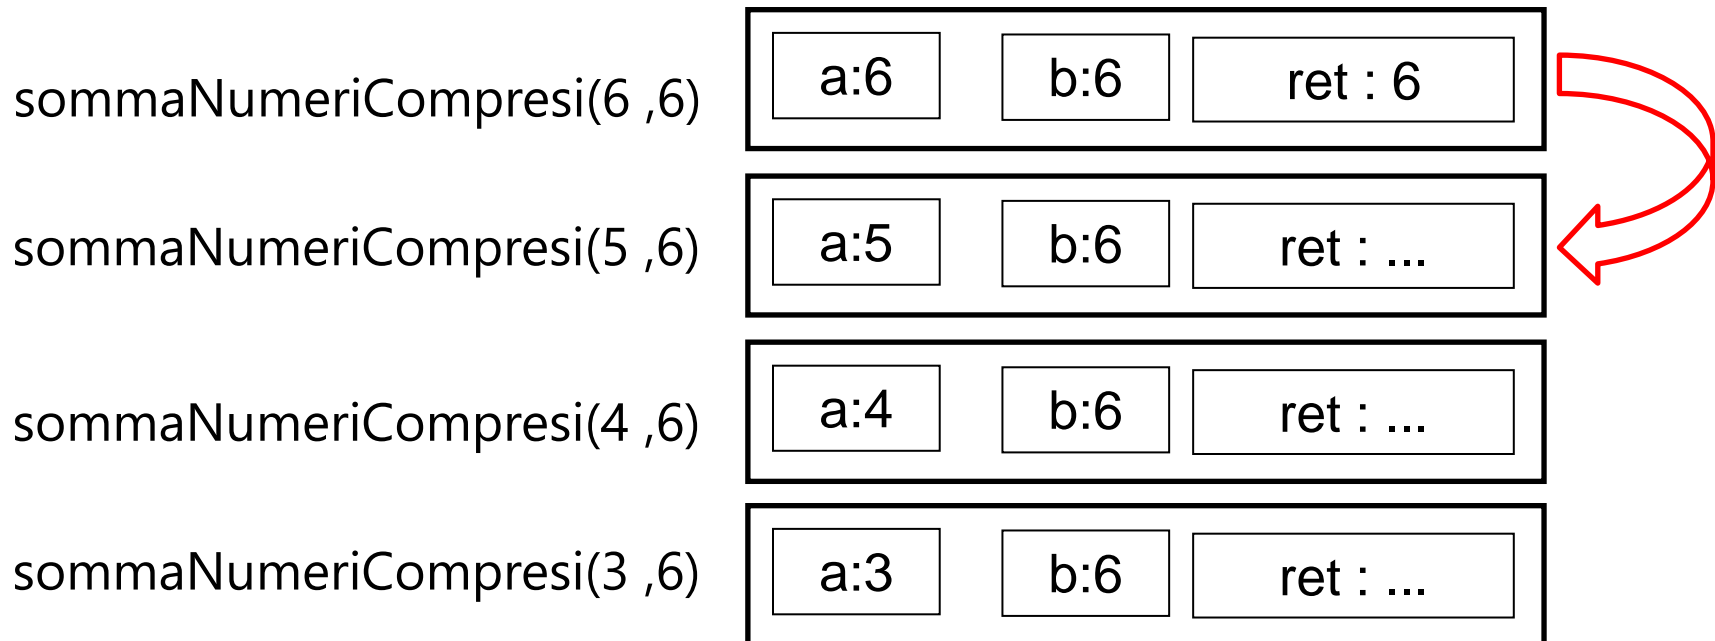 sommaNumeriCompresi(6 ,6) a:6 b:6 ret : 6
sommaNumeriCompresi(5 ,6) a:5 b:6 ret : ...
sommaNumeriCompresi(4 ,6) a:4 b:6 ret : ...
sommaNumeriCompresi(3 ,6) a:3 b:6 ret : ...